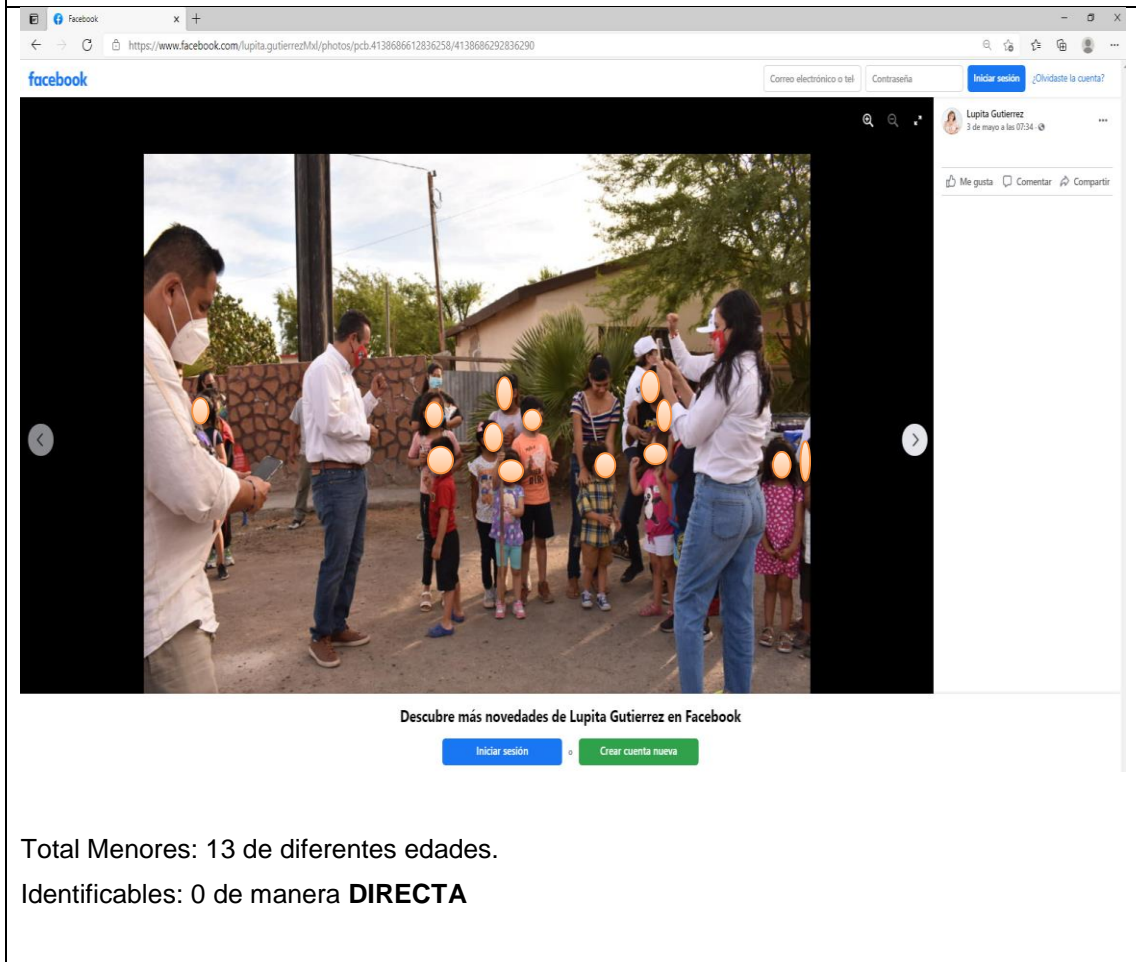 Facebook
https://www.facebook.com/lupita.gutierrezMxl/photos/pcb.4138686612836258/4138686292836290
facebook
Correo electrónico o tel
Contraseña
Iniciar sesión
¿Olvidaste la cuenta?
Lupita Gutierrez
3 de mayo a las 07:34
Me gusta
Comentar
Compartir
Descubre más novedades de Lupita Gutierrez en Facebook
Iniciar sesión
o
Crear cuenta nueva
Total Menores: 13 de diferentes edades.
Identificables: 0 de manera DIRECTA